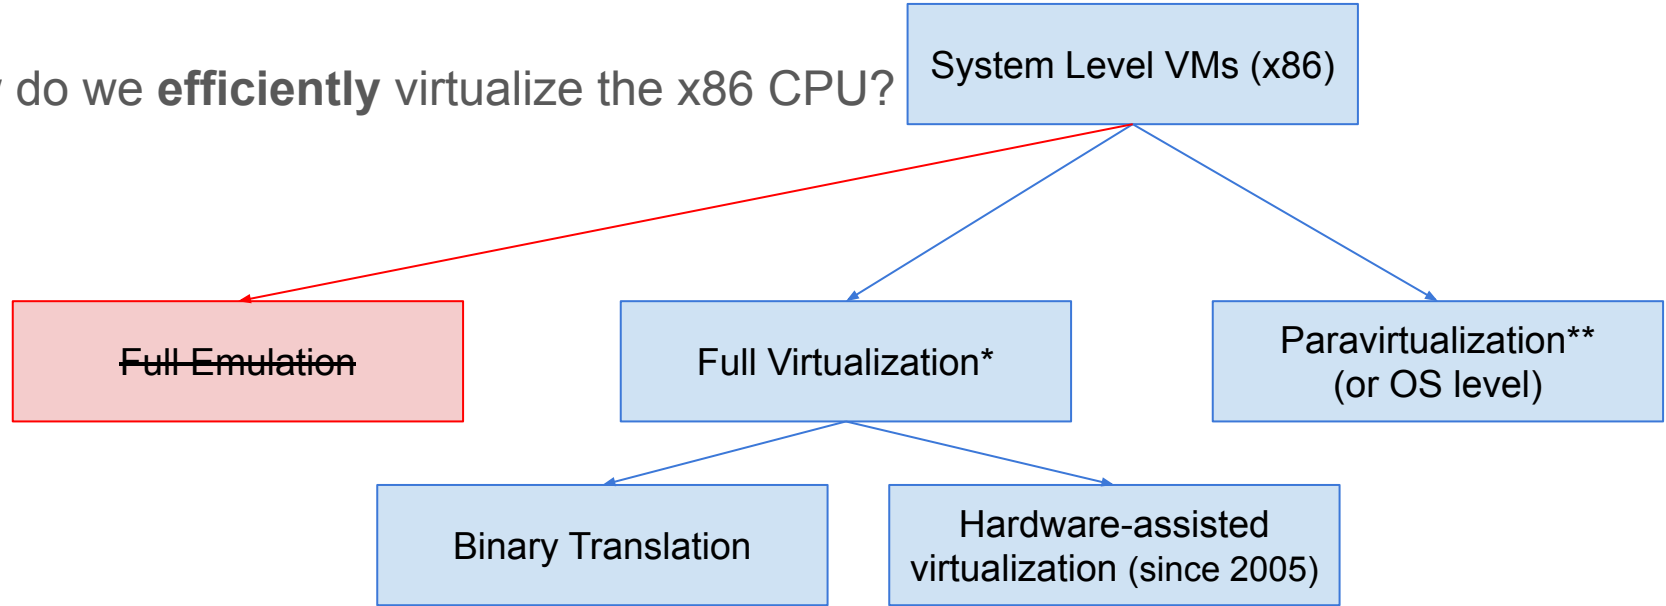 do we efficiently virtualize the x86 CPU?
System Level VMs (x86)
Full Emulation
Full Virtualization*
Paravirtualization**
(or OS level)
Binary Translation
Hardware-assisted
virtualization (since 2005)